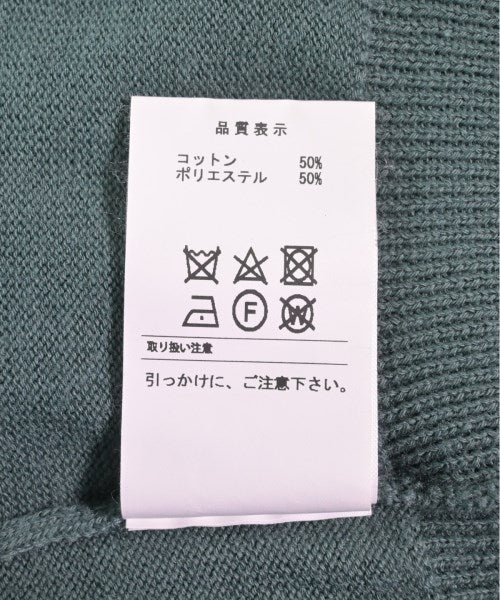 品質表示
コットン 50%
ポリエステル 50%
F W
取り扱い注意
引っかけに、ご注意下さい。